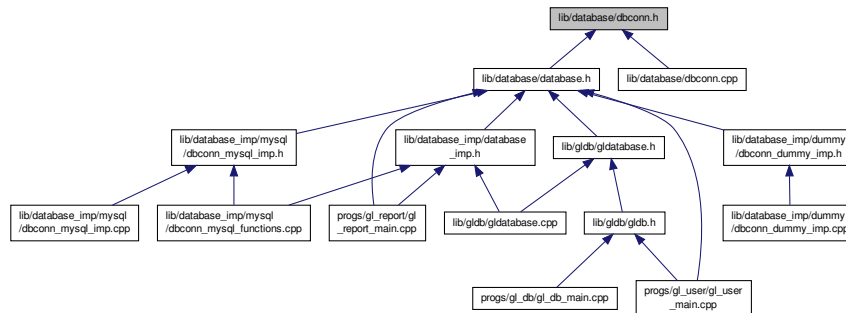 lib/database/dbconn.h
lib/database/database.h
lib/database/dbconn.cpp
lib/database_imp/mysql
/dbconn_mysql_imp.h
lib/database_imp/database
_imp.h
lib/gldb/gldatabase.h
lib/database_imp/dummy
/dbconn_dummy_imp.h
lib/database_imp/mysql
/dbconn_mysql_imp.cpp
lib/database_imp/mysql
/dbconn_mysql_functions.cpp
progs/gl_report/gl
_report_main.cpp
lib/gldb/gldatabase.cpp
lib/gldb/gldb.h
lib/database_imp/dummy
/dbconn_dummy_imp.cpp
progs/gl_db/gl_db_main.cpp
progs/gl_user/gl_user
_main.cpp